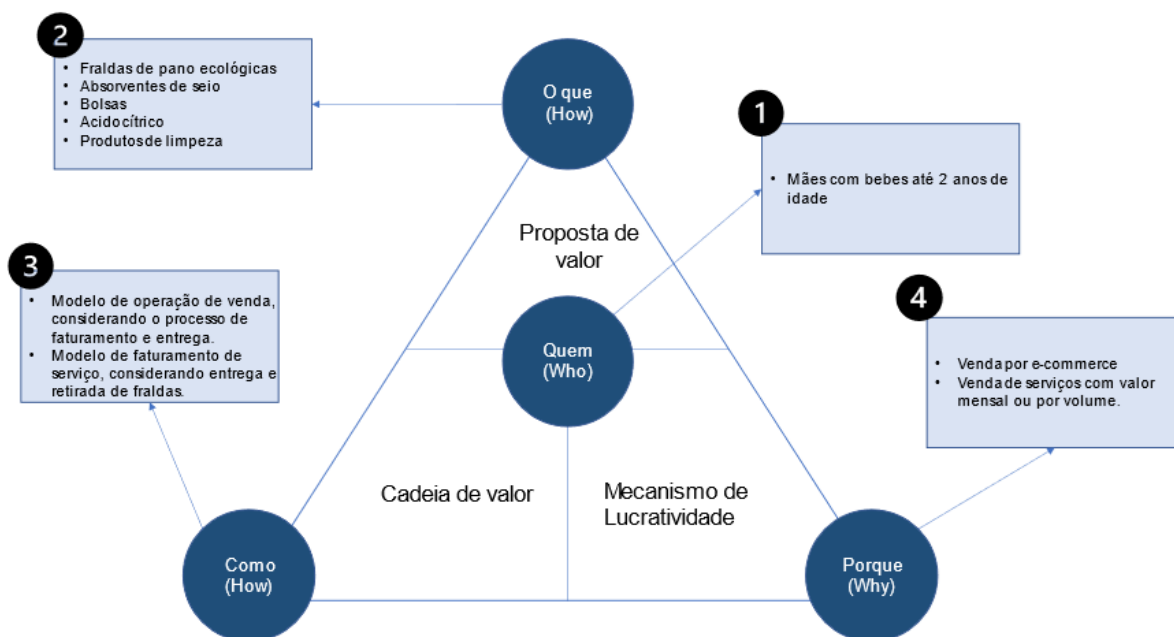 2
• Fraldas de pano ecológicas
• Absorventes de seio
• Bolsas
• Acido cítrico
• Produtos de limpeza
O que
(How)
1
• Mães com bebes até 2 anos de
idade
Proposta de
valor
3
• Modelo de operação de venda,
considerando o processo de
faturamento e entrega.
• Modelo de faturamento de
serviço, considerando entrega e
retirada de fraldas.
Quem
(Who)
4
• Venda por e-commerce
• Venda de serviços com valor
mensal ou por volume.
Cadeia de valor
Mecanismo de
Lucratividade
Como
(How)
Porque
(Why)